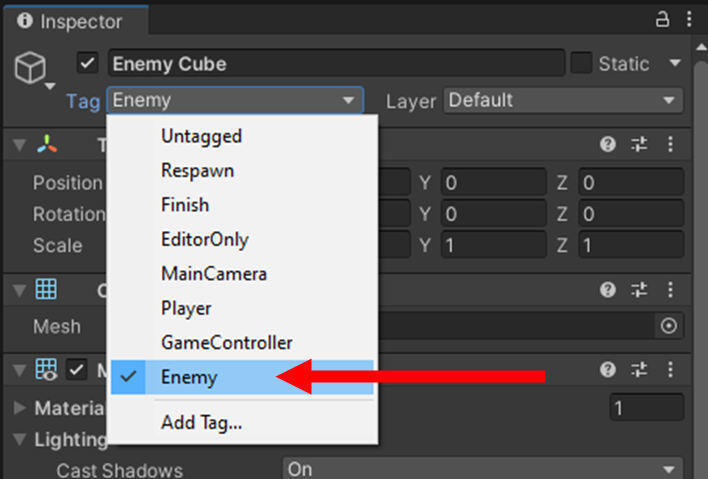 Inspector
Enemy Cube
Static
Tag Enemy
Layer Default
Untagged
Respawn
Finish
EditorOnly
MainCamera
Player
GameController
Enemy
Add Tag...
Position Y 0 Z 0
Rotation Y 0 Z 0
Scale Y 1 Z 1
Mesh
1
Lighting
Cast Shadows On